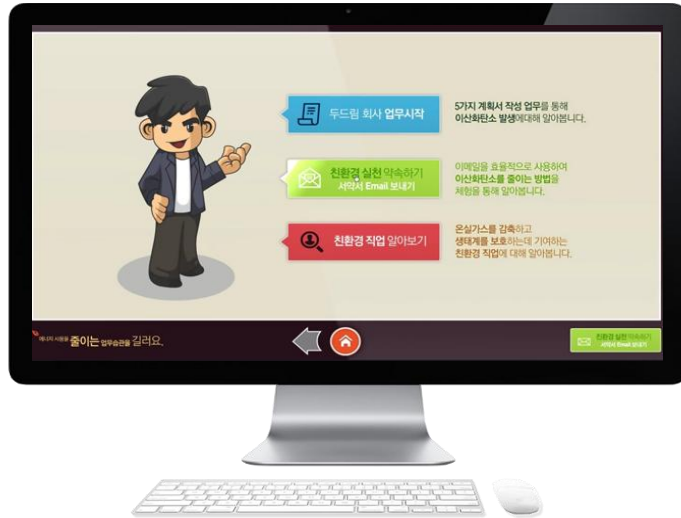 두드림 회사 업무시작
5가지 계획서 작성 업무를 통해
이산화탄소 발생에대해 알아봅니다.
친환경 실천 약속하기
서약서 Email 보내기
이메일을 효율적으로 사용하여
이산화탄소를 줄이는 방법을
체험을 통해 알아봅니다.
친환경 직업 알아보기
온실가스를 감축하고
생태계를 보호하는데 기여하는
친환경 직업에 대해 알아봅니다.
에너지 사용을 줄이는 업무습관을 길러요.
친환경 실천 약속하기
서약서 Email 보내기